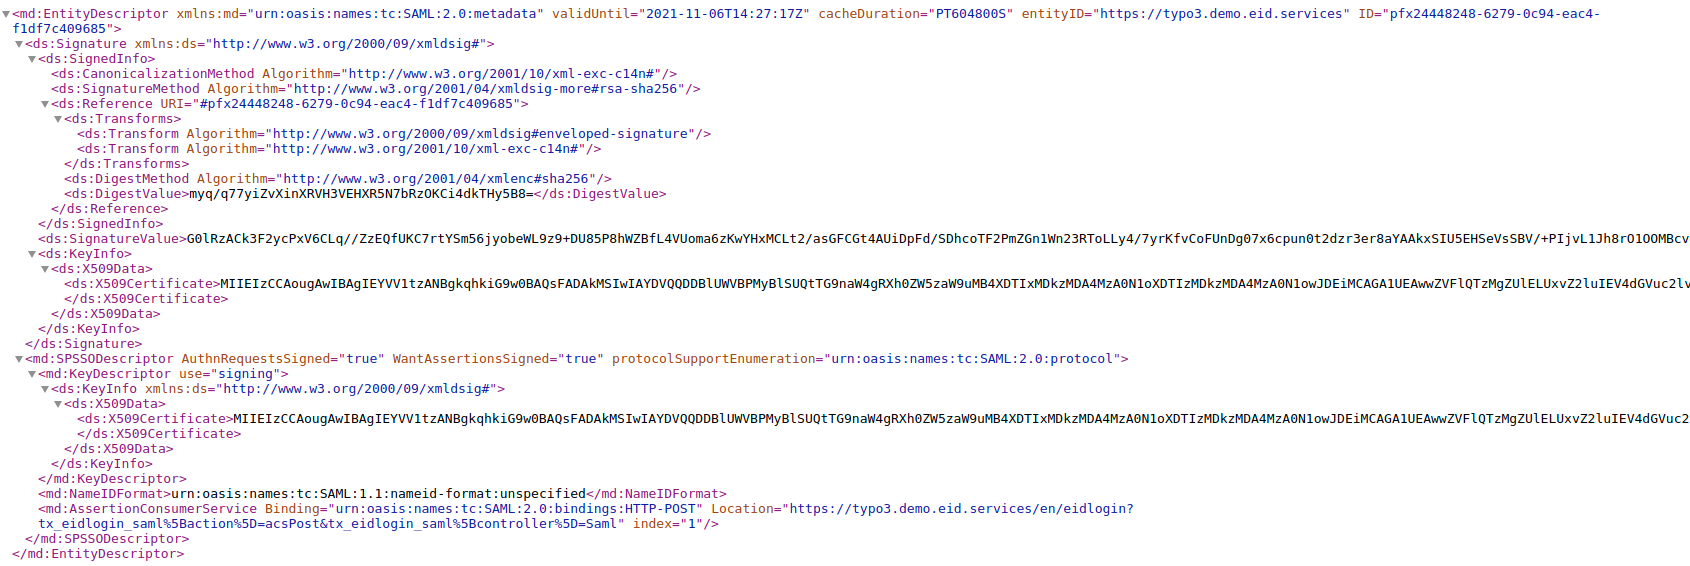 <md:EntityDescriptor xmlns:md="urn:oasis:names:tc:SAML:2.0:metadata" validUntil="2021-11-06T14:27:17Z" cacheDuration="PT604800S" entityID="https://typo3.demo.eid.services" ID="pfx24448248-6279-0c94-eac4-
f1df7c409685">
<ds:Signature xmlns:ds="http://www.w3.org/2000/09/xmldsig#">
<ds:SignedInfo>
<ds:CanonicalizationMethod Algorithm="http://www.w3.org/2001/10/xml-exc-c14n#"/>
<ds:SignatureMethod Algorithm="http://www.w3.org/2001/04/xmldsig-more#rsa-sha256"/>
<ds:Reference URI="#pfx24448248-6279-0c94-eac4-f1df7c409685">
<ds:Transforms>
<ds:Transform Algorithm="http://www.w3.org/2000/09/xmldsig#enveloped-signature"/>
<ds:Transform Algorithm="http://www.w3.org/2001/10/xml-exc-c14n#"/>
</ds:Transforms>
<ds:DigestMethod Algorithm="http://www.w3.org/2001/04/xmlenc#sha256"/>
<ds:DigestValue>myq/q77yiZvXinXRVH3VEHXR5N7bRzOKCi4dkTHy5B8=</ds:DigestValue>
</ds:Reference>
</ds:SignedInfo>
<ds:SignatureValue>G0lRzACk3F2ycPxV6CLq//ZzEQfUKC7rtYSm56jyobeWL9z9+DU85P8hWZBfL4VUoma6zKwYHxMCLt2/asGFCGt4AUiDpFd/SDhcoTF2PmZGn1Wn23RToLLy4/7yrKfvCoFUnDg07x6cpun0t2dzr3er8aYAAkxSIU5EHSeVsSBV/+PIjvL1Jh8rO1OOMBcv
<ds:KeyInfo>
<ds:X509Data>
<ds:X509Certificate>MIIEIzCCAougAwIBAgIEYVV1tzANBgkqhkiG9w0BAQsFADAkMSIwIAYDVQQDDBlUWVBPMyBlSUQtTG9naW4gRXh0ZW5zaW9uMB4XDTIxMDkzMDA4MzA0N1oXDTIzMDkzMDA4MzA0N1owJDEiMCAGA1UEAwwZVFlQTzMgZUlELUxvZ2luIEV4dGVuc2lv
</ds:X509Certificate>
</ds:X509Data>
</ds:KeyInfo>
</ds:Signature>
<md:SPSSODescriptor AuthnRequestsSigned="true" WantAssertionsSigned="true" protocolSupportEnumeration="urn:oasis:names:tc:SAML:2.0:protocol">
<md:KeyDescriptor use="signing">
<ds:KeyInfo xmlns:ds="http://www.w3.org/2000/09/xmldsig#">
<ds:X509Data>
<ds:X509Certificate>MIIEIzCCAougAwIBAgIEYVV1tzANBgkqhkiG9w0BAQsFADAkMSIwIAYDVQQDDBlUWVBPMyBlSUQtTG9naW4gRXh0ZW5zaW9uMB4XDTIxMDkzMDA4MzA0N1oXDTIzMDkzMDA4MzA0N1owJDEiMCAGA1UEAwwZVFlQTzMgZUlELUxvZ2luIEV4dGVuc2
</ds:X509Certificate>
</ds:X509Data>
</ds:KeyInfo>
</md:KeyDescriptor>
<md:NameIDFormat>urn:oasis:names:tc:SAML:1.1:nameid-format:unspecified</md:NameIDFormat>
<md:AssertionConsumerService Binding="urn:oasis:names:tc:SAML:2.0:bindings:HTTP-POST" Location="https://typo3.demo.eid.services/en/eidlogin?
tx_eidlogin_saml%5Baction%5D=acsPost&tx_eidlogin_saml%5Bcontroller%5D=Saml" index="1"/>
</md:SPSSODescriptor>
</md:EntityDescriptor>